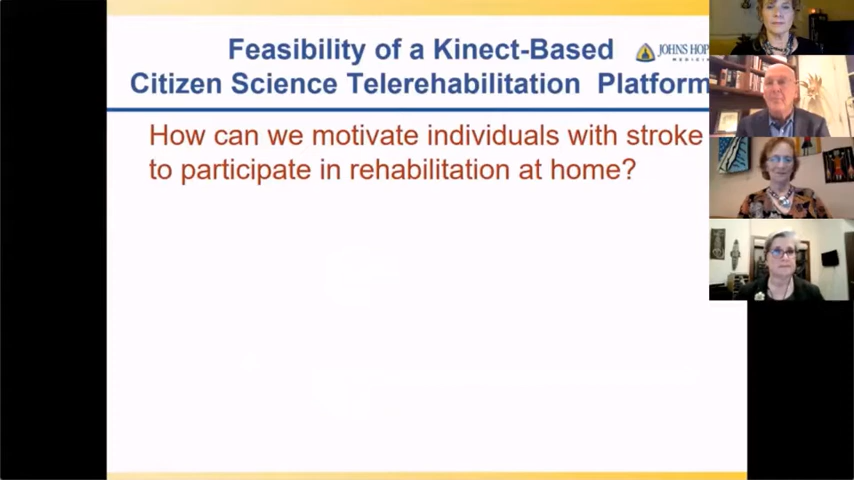 Feasibility of a Kinect-Based
Citizen Science Telerehabilitation Platform
How can we motivate individuals with stroke
to participate in rehabilitation at home?